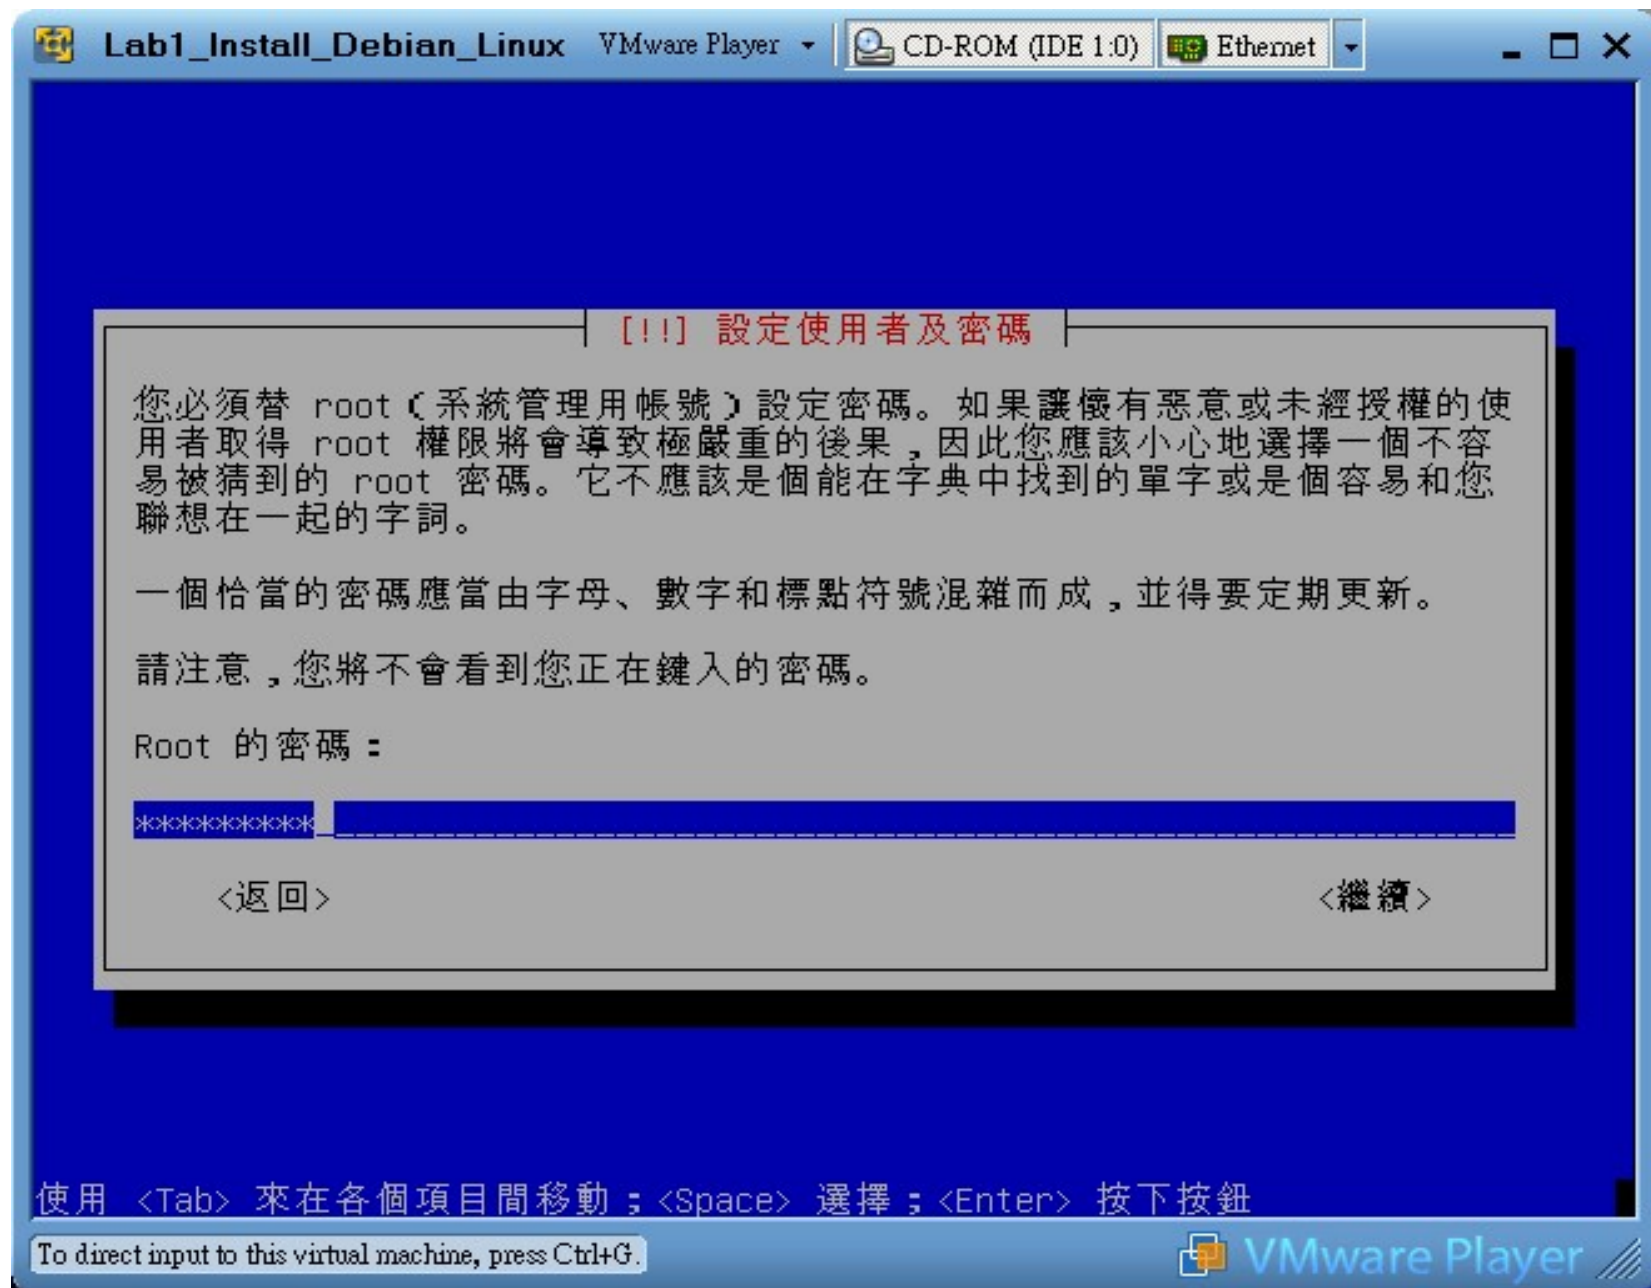 Lab1_Install_Debian_Linux VMware Player CD-ROM (IDE 1:0) Ethernet
[!!] 設定使用者及密碼
您必須替 root(系統管理用帳號)設定密碼。如果讓懷有惡意或未經授權的使
用者取得 root 權限將會導致極嚴重的後果,因此您應該小心地選擇一個不容
易被猜到的 root 密碼。它不應該是個能在字典中找到的單字或是個容易和您
聯想在一起的字詞。
一個恰當的密碼應當由字母、數字和標點符號混雜而成,並得要定期更新。
請注意,您將不會看到您正在鍵入的密碼。
Root 的密碼:
*********
<返回> <繼續>
使用 <Tab> 來在各個項目間移動;<Space> 選擇;<Enter> 按下按鈕
To direct input to this virtual machine, press Ctrl+G. VMware Player